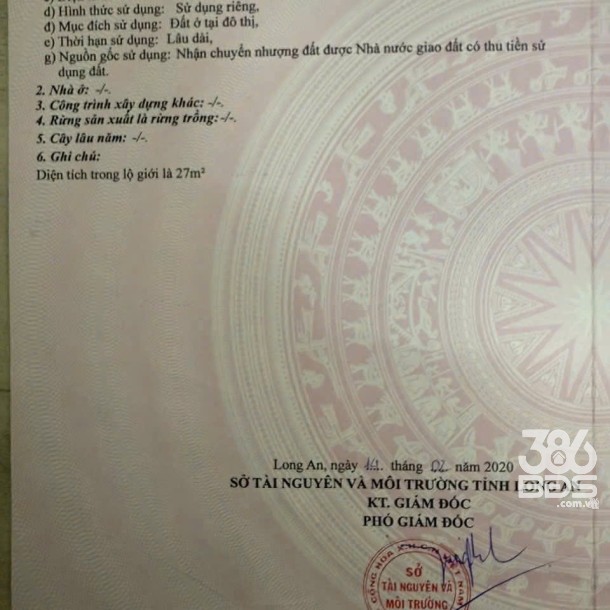 d) Hình thức sử dụng: Sử dụng riêng,
đ) Mục đích sử dụng: Đất ở tại đô thị,
e) Thời hạn sử dụng: Lâu dài,
g) Nguồn gốc sử dụng: Nhận chuyển nhượng đất được Nhà nước giao đất có thu tiền sử
dụng đất.
2. Nhà ở: -/-.
3. Công trình xây dựng khác: -/-.
4. Rừng sản xuất là rừng trồng: -/-.
5. Cây lâu năm: -/-.
6. Ghi chú:
Diện tích trong lộ giới là 27m²
Long An, ngày tháng 02 năm 2020
SỞ TÀI NGUYÊN VÀ MÔI TRƯỜNG TỈNH LONG AN
KT. GIÁM ĐỐC
PHÓ GIÁM ĐỐC
386
BDS
.com.vn
SỞ
TÀI NGUYÊN VÀ
MÔI TRƯỜNG